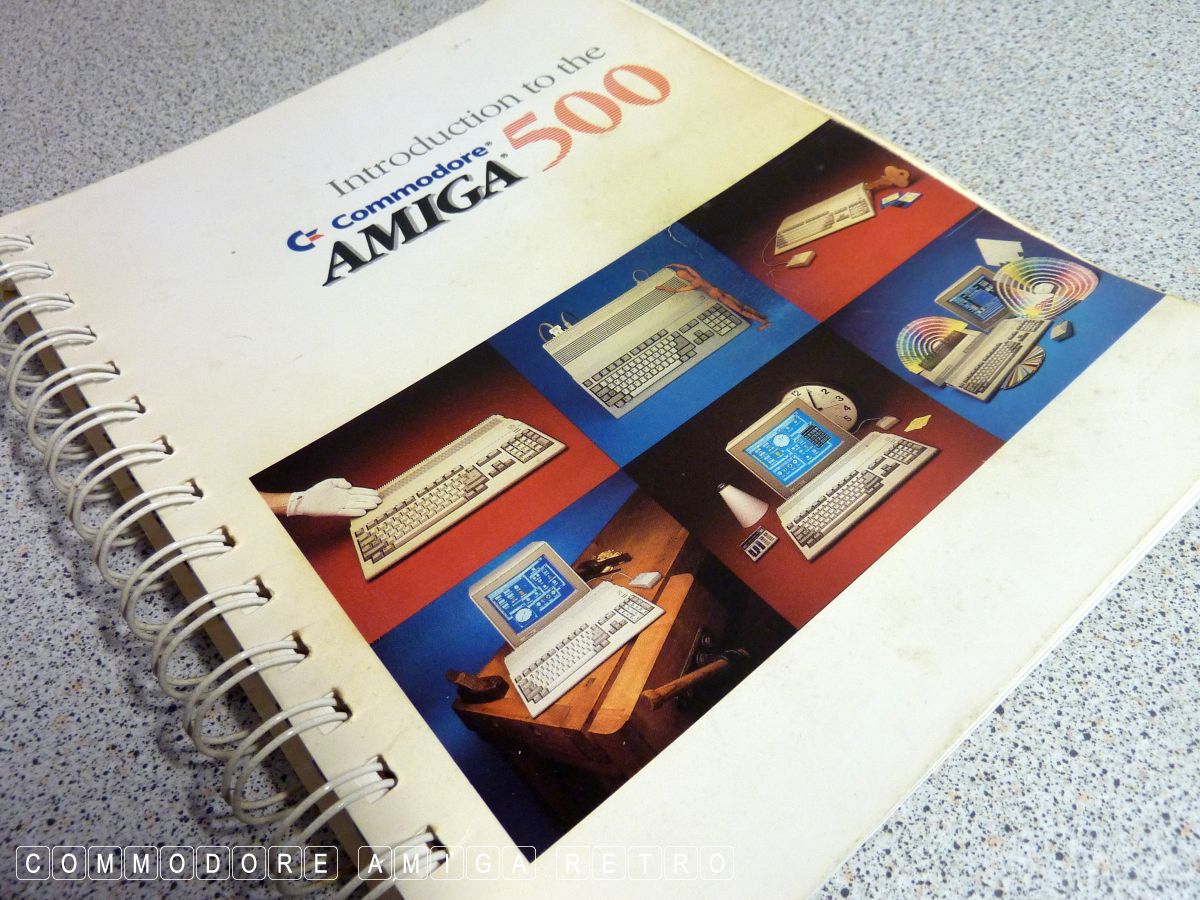 Introduction to the
Commodore®
AMIGA® 500
COMMODORE AMIGA RETRO